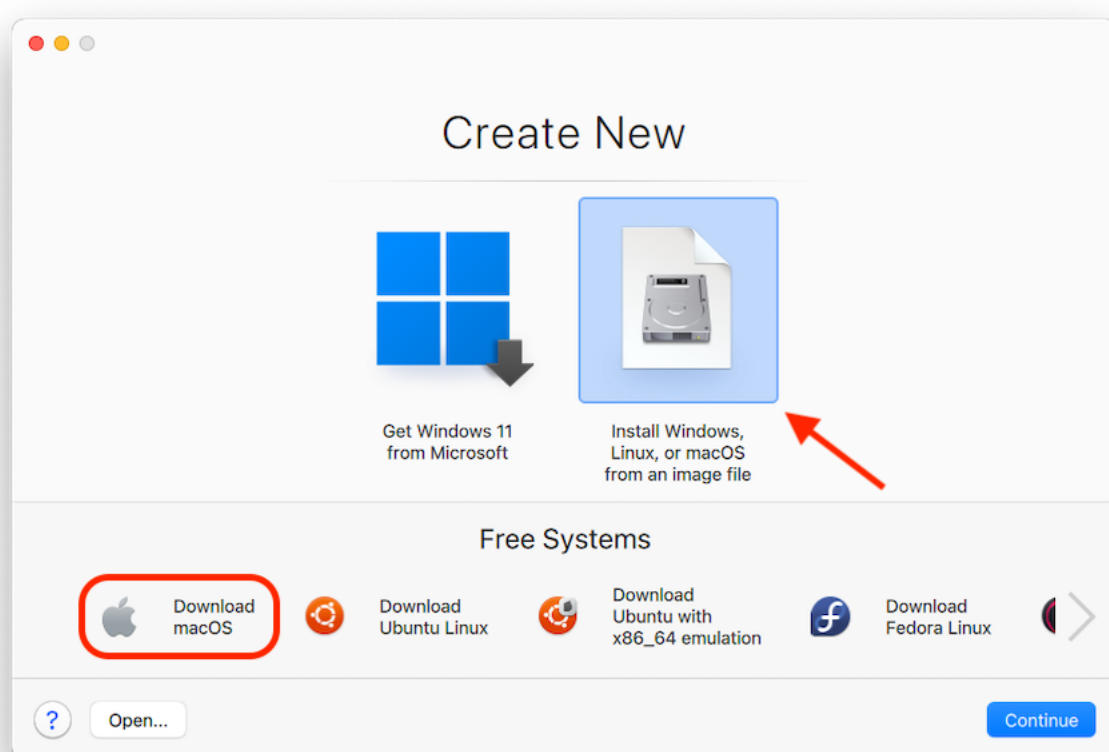 Create New
Get Windows 11
from Microsoft
Install Windows,
Linux, or macOS
from an image file
Free Systems
Download
macOS
Download
Ubuntu Linux
Download
Ubuntu with
x86_64 emulation
Download
Fedora Linux
?
Open...
Continue